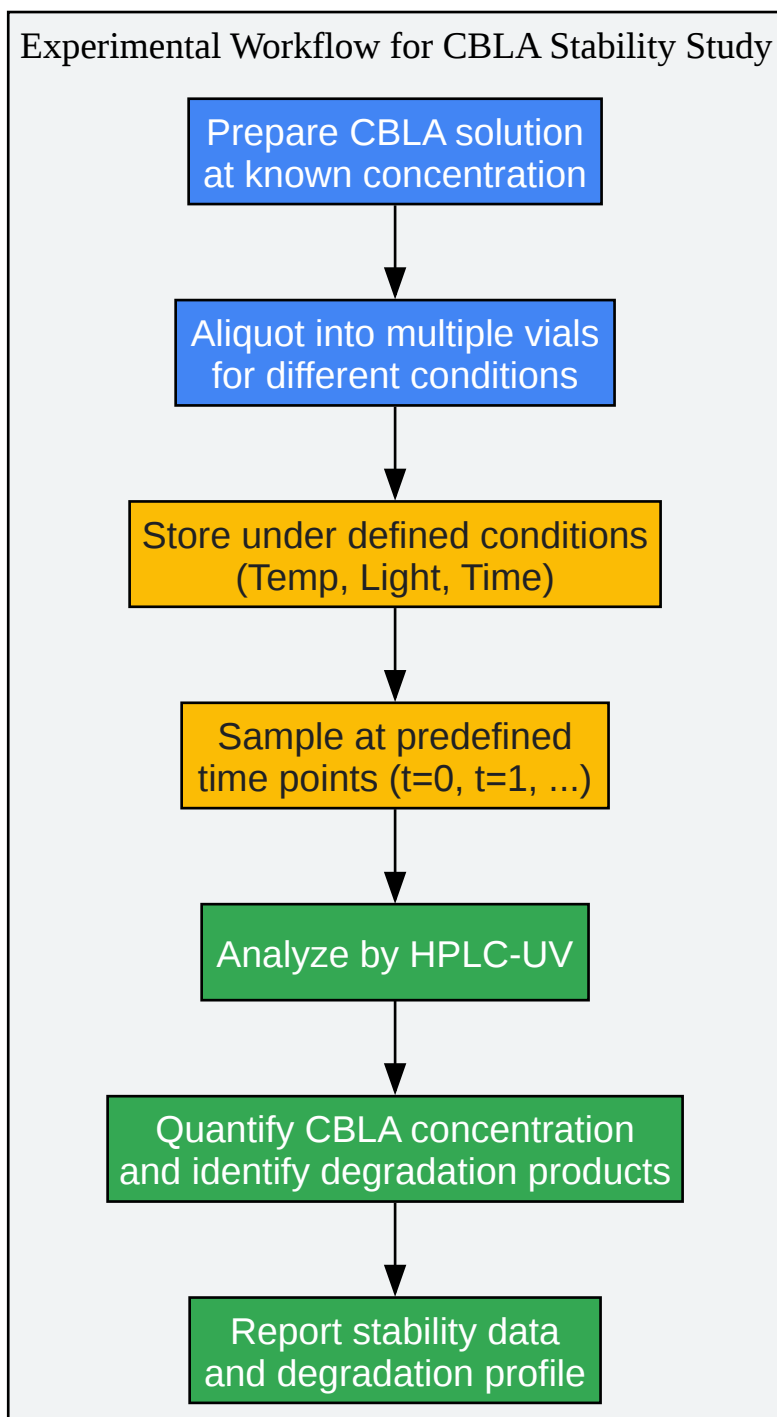 Experimental Workflow for CBLA Stability Study
Prepare CBLA solution
at known concentration
Aliquot into multiple vials
for different conditions
Store under defined conditions
(Temp, Light, Time)
Sample at predefined
time points (t=0, t=1, ...)
Analyze by HPLC-UV
Quantify CBLA concentration
and identify degradation products
Report stability data
and degradation profile